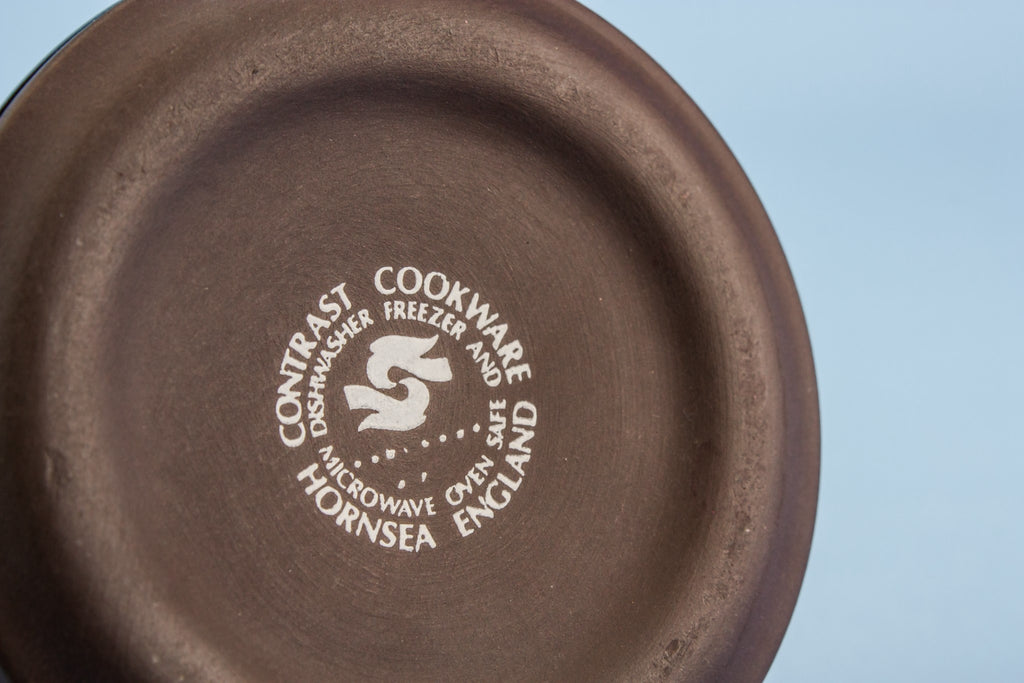 CONTRAST COOKWARE
HORNSEA ENGLAND
DISHWASHER FREEZER AND
MICROWAVE OVEN SAFE